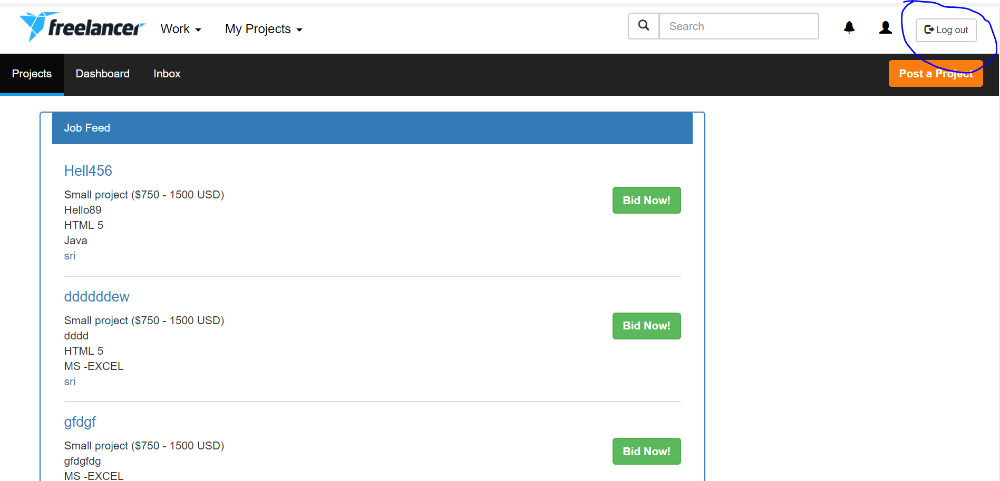 freelancer Work My Projects Search Log out
Projects Dashboard Inbox Post a Project
Job Feed
Hell456
Small project ($750 - 1500 USD)
Bid Now!
Hello89
HTML 5
Java
sri
ddddddew
Small project ($750 - 1500 USD)
Bid Now!
dddd
HTML 5
MS -EXCEL
sri
gfdgf
Small project ($750 - 1500 USD)
Bid Now!
gfdgfdg
MS -EXCEL